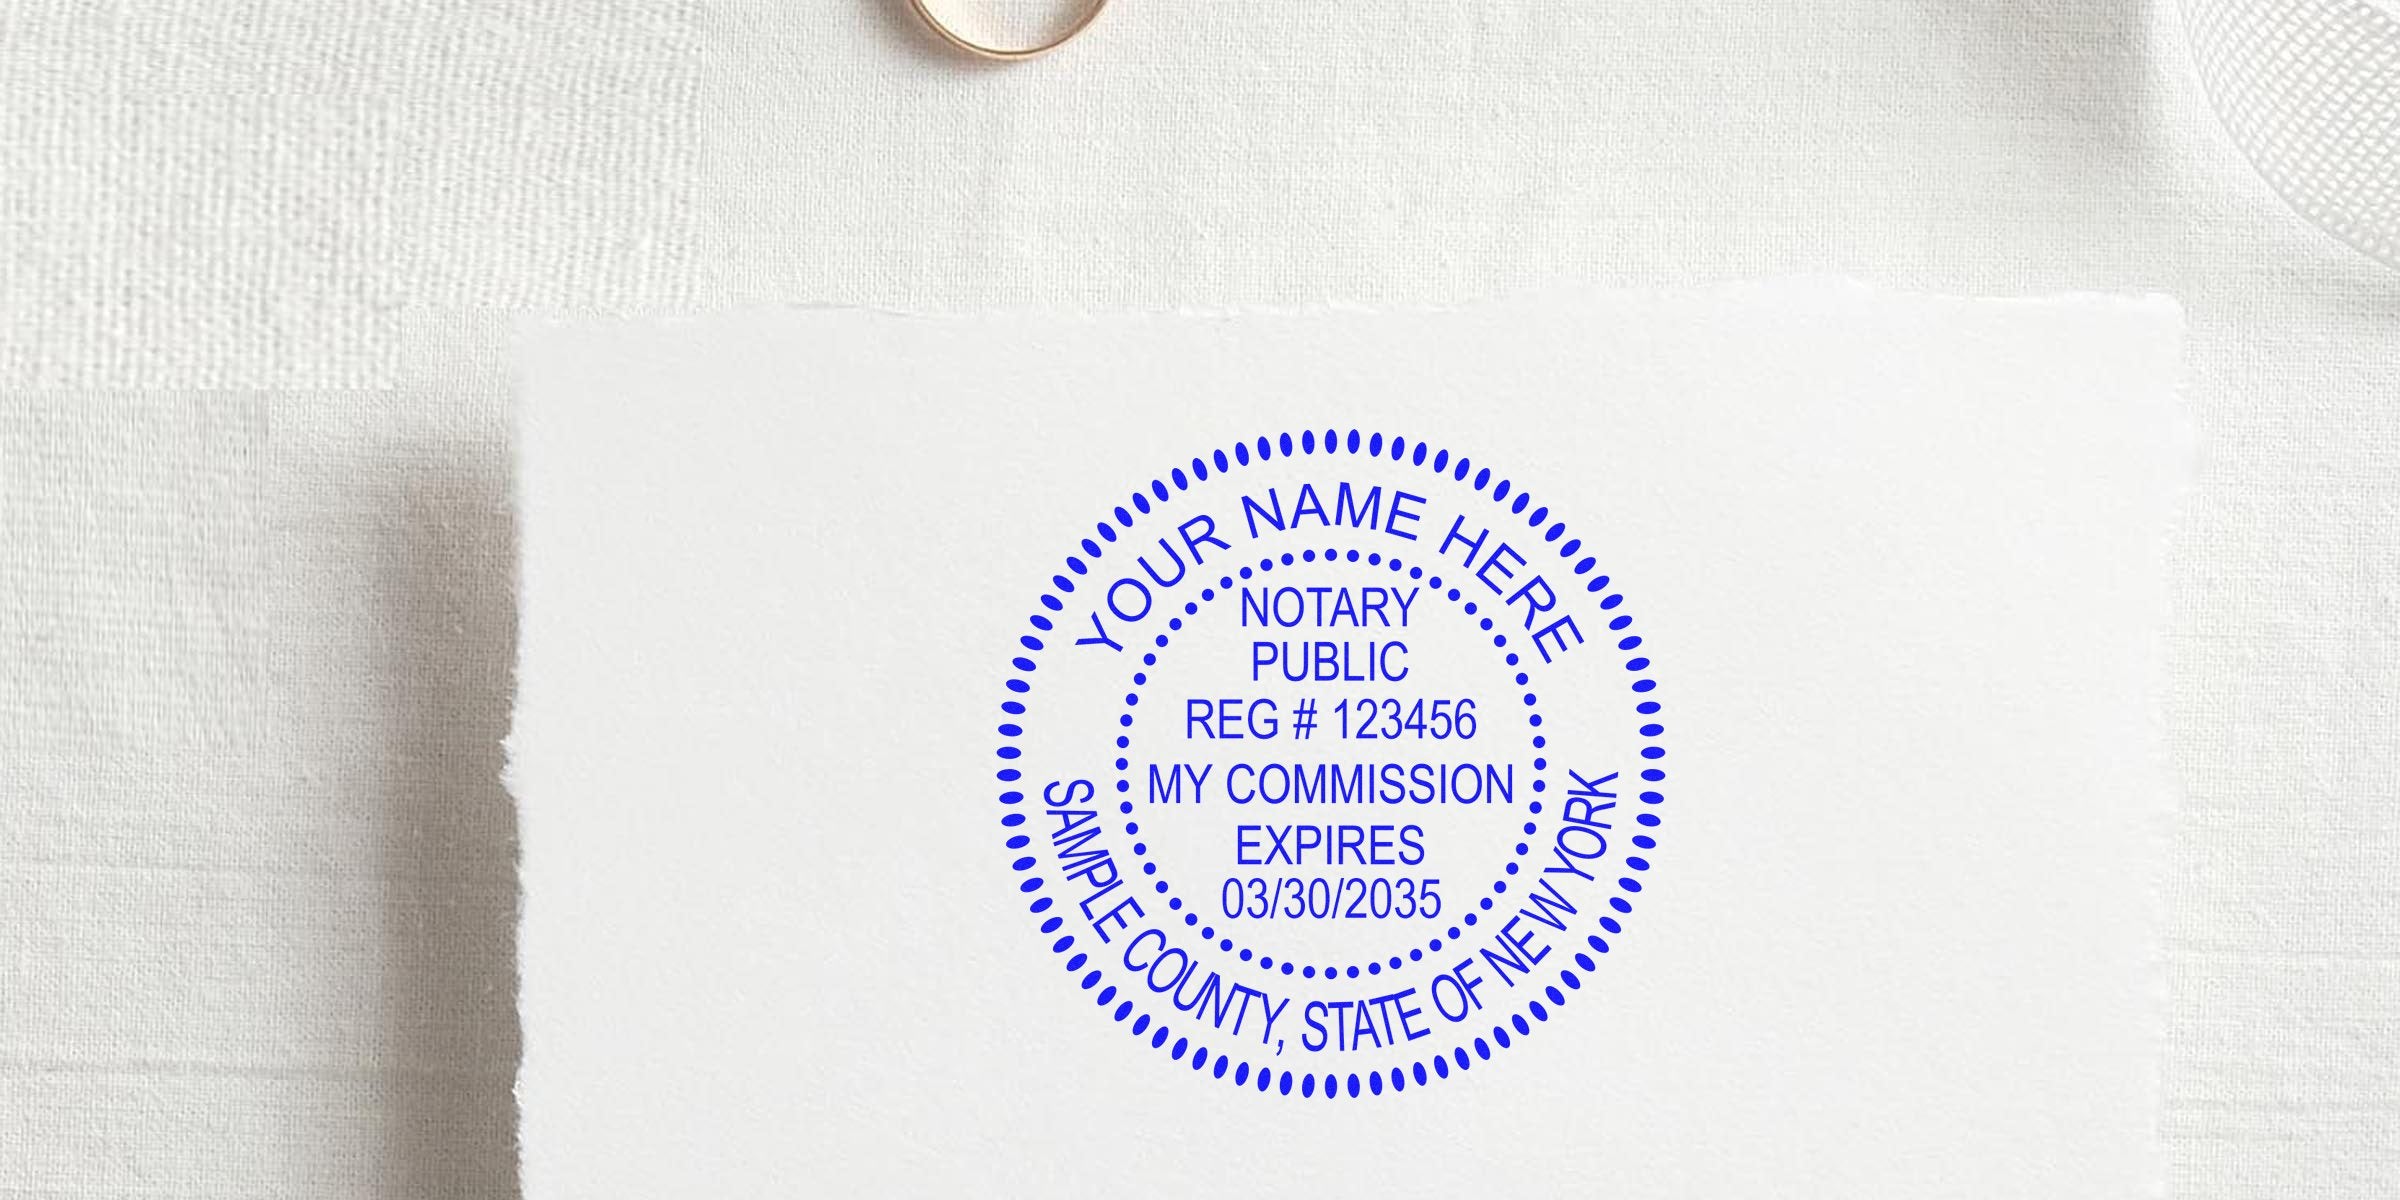 YOUR NAME HERE
NOTARY
PUBLIC
REG # 123456
MY COMMISSION
EXPIRES
03/30/2035
SAMPLE COUNTY, STATE OF NEW YORK